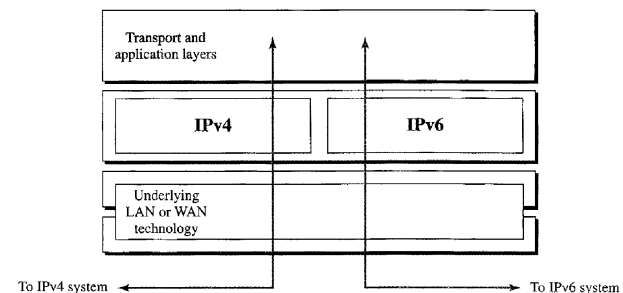 Transport and
application layers
IPv4
IPv6
Underlying
LAN or WAN
technology
To IPv4 system
To IPv6 system